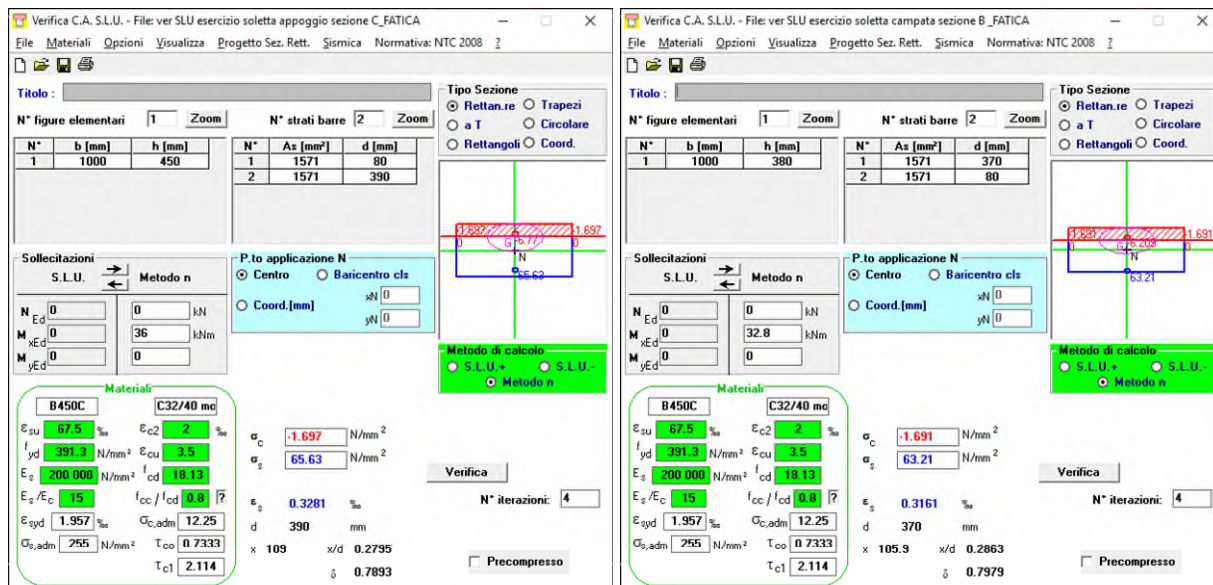 Verifica C.A. S.L.U. - File: ver SLU esercizio soletta appoggio sezione C_FATICA
File Materiali Opzioni Visualizza Progetto Sez. Rett. Sismica Normativa: NTC 2008 ?
Titolo :
N° figure elementari 1 Zoom N° strati barre 2 Zoom
N° b [mm] h [mm]
1 1000 450
N° As [mm²] d [mm]
1 1571 80
2 1571 390
Tipo Sezione
Rettan.re Trapezi
a T Circolare
Rettangoli Coord.
-1.697 -1.697
0 G -6.77 0
N
65.63
Sollecitazioni
S.L.U. Metodo n
N Ed 0 0 kN
M xEd 0 36 kNm
M yEd 0 0
P.to applicazione N
Centro Baricentro cls
Coord.[mm] xN 0
yN 0
Metodo di calcolo
S.L.U.+ S.L.U.-
Metodo n
Materiali
B450C C32/40 mo
εsu 67.5 ‰ εc2 2 ‰
fyd 391.3 N/mm² εcu 3.5
Es 200 000 N/mm² fcd 18.13
Es /Ec 15 fcc / fcd 0.8 ?
εsyd 1.957 ‰ σc,adm 12.25
σs,adm 255 N/mm² τco 0.7333
τc1 2.114
σc -1.697 N/mm²
σs 65.63 N/mm²
εs 0.3281 ‰
d 390 mm
x 109 x/d 0.2795
δ 0.7893
Verifica
N° iterazioni: 4
Precompresso
Verifica C.A. S.L.U. - File: ver SLU esercizio soletta campata sezione B _FATICA
File Materiali Opzioni Visualizza Progetto Sez. Rett. Sismica Normativa: NTC 2008 ?
Titolo :
N° figure elementari 1 Zoom N° strati barre 2 Zoom
N° b [mm] h [mm]
1 1000 380
N° As [mm²] d [mm]
1 1571 370
2 1571 80
Tipo Sezione
Rettan.re Trapezi
a T Circolare
Rettangoli Coord.
-1.691 -1.691
0 G -6.209 0
N
63.21
Sollecitazioni
S.L.U. Metodo n
N Ed 0 0 kN
M xEd 0 32.8 kNm
M yEd 0 0
P.to applicazione N
Centro Baricentro cls
Coord.[mm] xN 0
yN 0
Metodo di calcolo
S.L.U.+ S.L.U.-
Metodo n
Materiali
B450C C32/40 mo
εsu 67.5 ‰ εc2 2 ‰
fyd 391.3 N/mm² εcu 3.5
Es 200 000 N/mm² fcd 18.13
Es /Ec 15 fcc / fcd 0.8 ?
εsyd 1.957 ‰ σc,adm 12.25
σs,adm 255 N/mm² τco 0.7333
τc1 2.114
σc -1.691 N/mm²
σs 63.21 N/mm²
εs 0.3161 ‰
d 370 mm
x 105.9 x/d 0.2863
δ 0.7979
Verifica
N° iterazioni: 4
Precompresso